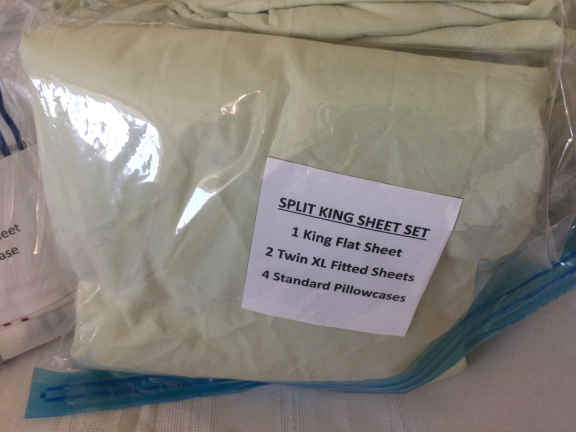 SPLIT KING SHEET SET
1 King Flat Sheet
2 Twin XL Fitted Sheets
4 Standard Pillowcases